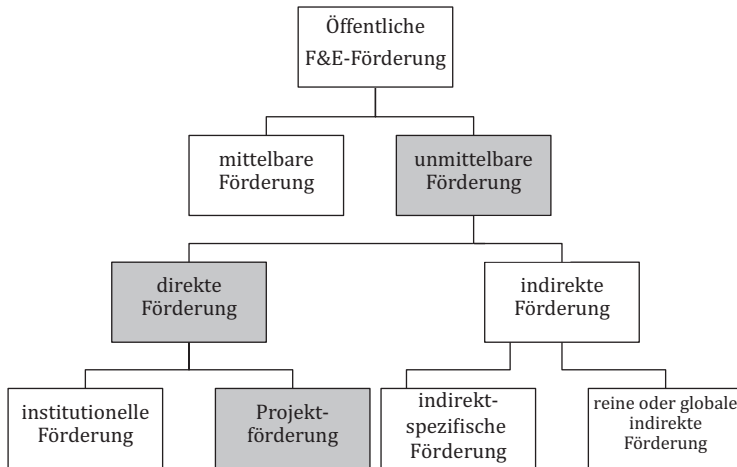 Öffentliche
F&E-Förderung
mittelbare
Förderung
unmittelbare
Förderung
direkte
Förderung
indirekte
Förderung
institutionelle
Förderung
Projekt-
förderung
indirekt-
spezifische
Förderung
reine oder globale
indirekte
Förderung